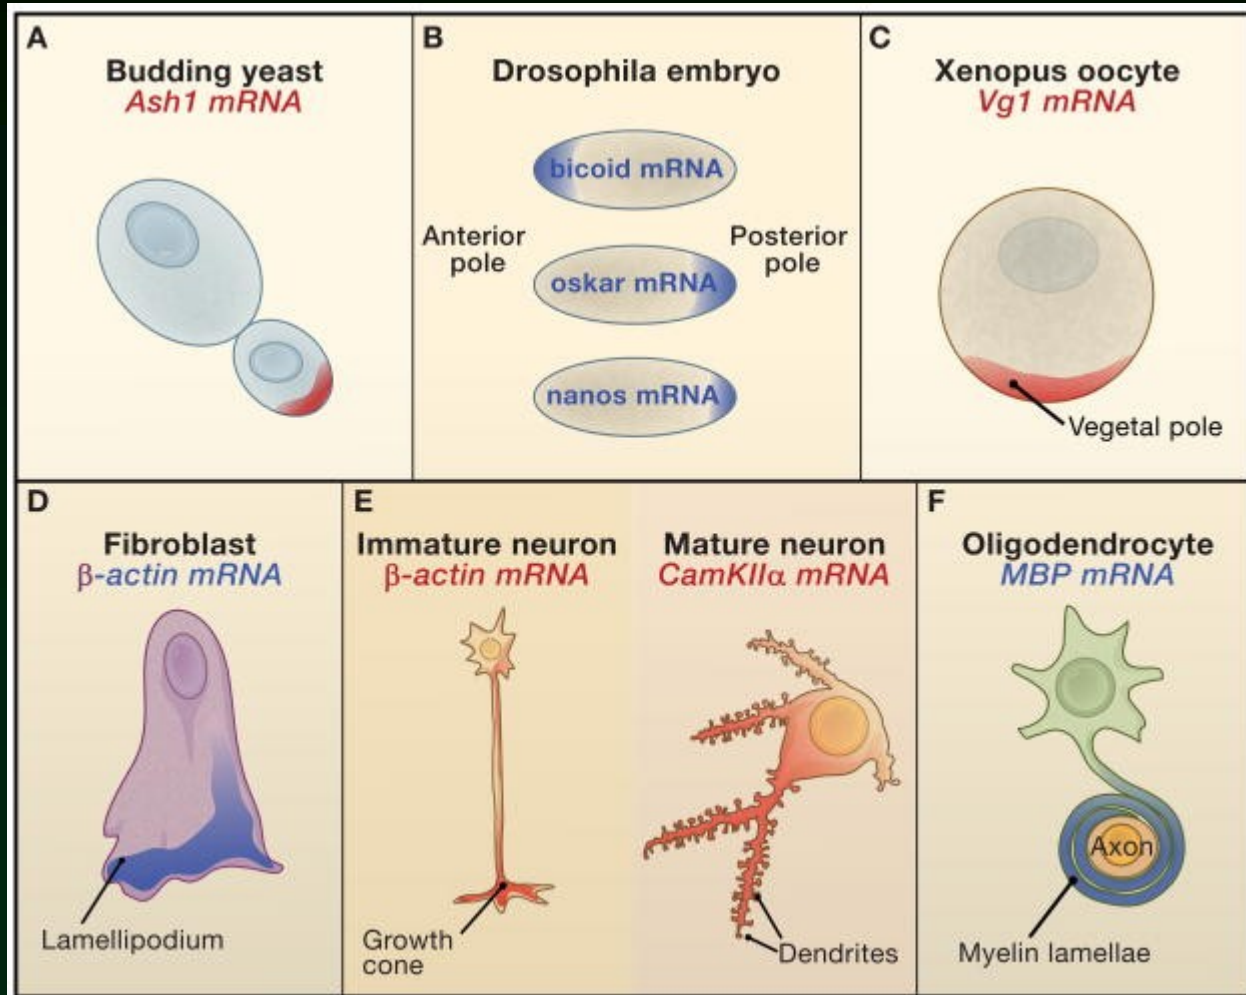 A
Budding yeast
Ash1 mRNA
B
Drosophila embryo
bicoid mRNA
Anterior
pole
Posterior
pole
oskar mRNA
nanos mRNA
C
Xenopus oocyte
Vg1 mRNA
Vegetal pole
D
Fibroblast
β-actin mRNA
Lamellipodium
E
Immature neuron
β-actin mRNA
Growth
cone
Mature neuron
CamKIIα mRNA
Dendrites
F
Oligodendrocyte
MBP mRNA
Axon
Myelin lamellae